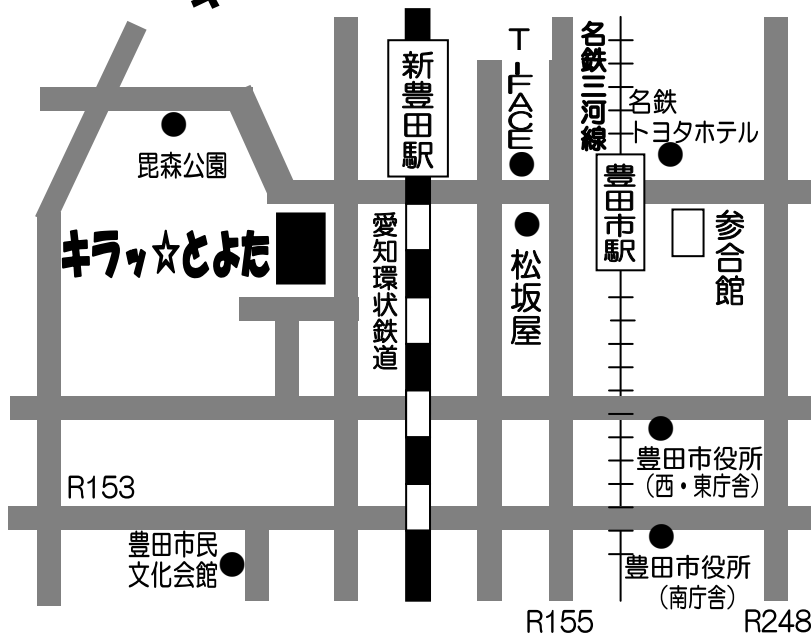 新豊田駅
T-FACE
名鉄三河線
名鉄
トヨタホテル
毘森公園
豊田市駅
キラッ☆とよた
愛知環状鉄道
松坂屋
参合館
豊田市役所
(西・東庁舎)
R153
豊田市民
文化会館
豊田市役所
(南庁舎)
R155
R248